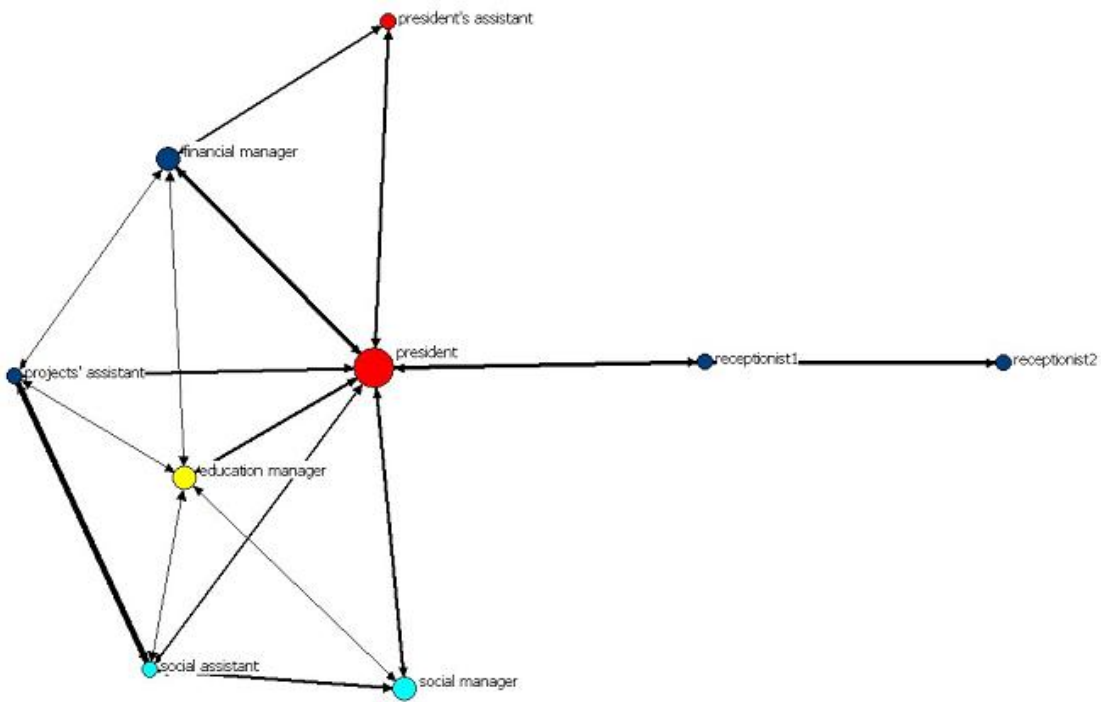 president's assistant
financial manager
president
receptionist1
receptionist2
projects' assistant
education manager
social assistant
social manager